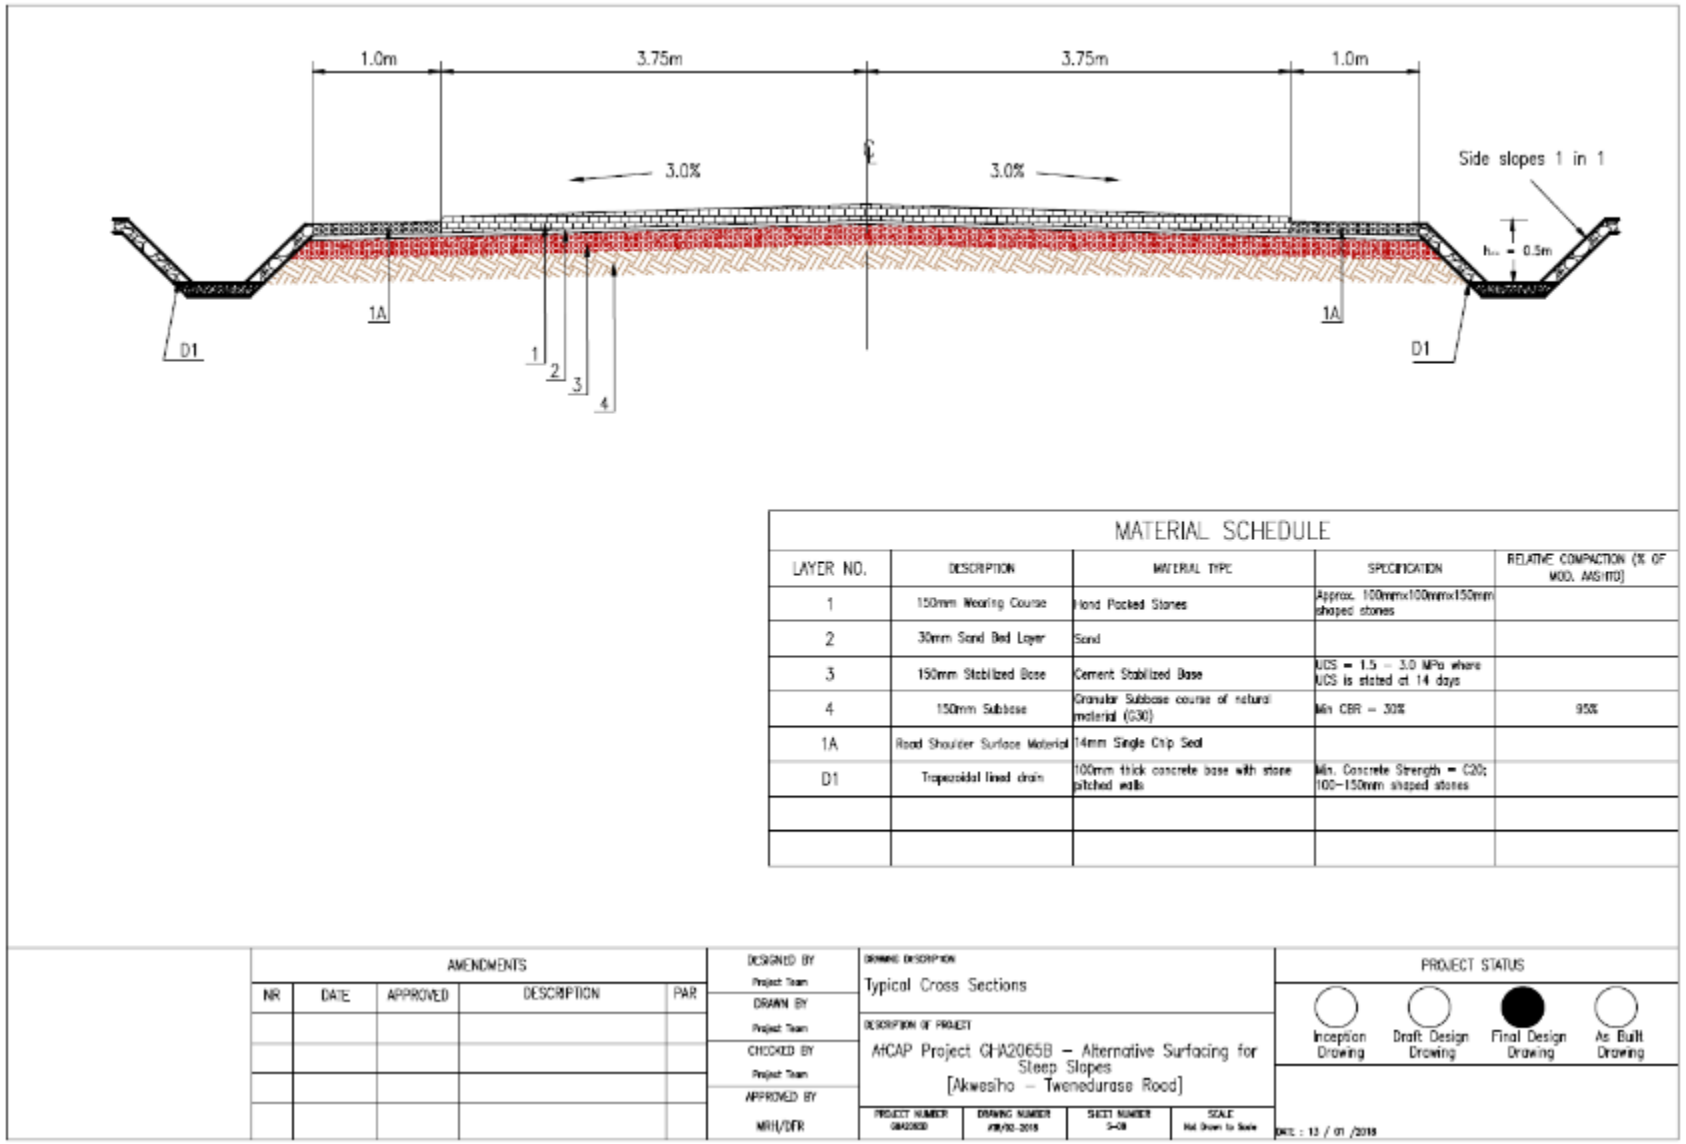 1.0m 3.75m 3.75m 1.0m
3.0% 3.0%
Side slopes 1 in 1
= 0.5m
1A 1A
D1 D1
1
2
3
4
MATERIAL SCHEDULE
LAYER NO. DESCRIPTION MATERIAL TYPE SPECIFICATION RELATIVE COMPACTION (% OF
MOD. AASHTO)
1 150mm Wearing Course Hand Packed Stones Approx. 100mmx100mmx150mm
shaped stones
2 30mm Sand Bed Layer Sand
3 150mm Stabilized Base Cement Stabilized Base UCS = 1.5 - 3.0 MPa where
UCS is stated at 14 days
4 150mm Subbase Granular Subbase course of natural
material (G30) Min CBR = 30% 95%
1A Road Shoulder Surface Material 14mm Single Chip Seal
D1 Trapezoidal lined drain 100mm thick concrete base with stone
pitched walls Min. Concrete Strength = C20;
100-150mm shaped stones
AMENDMENTS
NR DATE APPROVED DESCRIPTION PAR
DESIGNED BY
Project Team
DRAWN BY
Project Team
CHECKED BY
Project Team
APPROVED BY
MRH/DFR
DRAWING DESCRIPTION
Typical Cross Sections
DESCRIPTION OF PROJECT
AfCAP Project GHA2065B - Alternative Surfacing for
Steep Slopes
[Akwesiho - Twenedurase Road]
PROJECT NUMBER DRAWING NUMBER SHEET NUMBER SCALE
Not Drawn to Scale
PROJECT STATUS
Inception
Drawing
Draft Design
Drawing
Final Design
Drawing
As Built
Drawing
DATE : 13 / 01 /2018